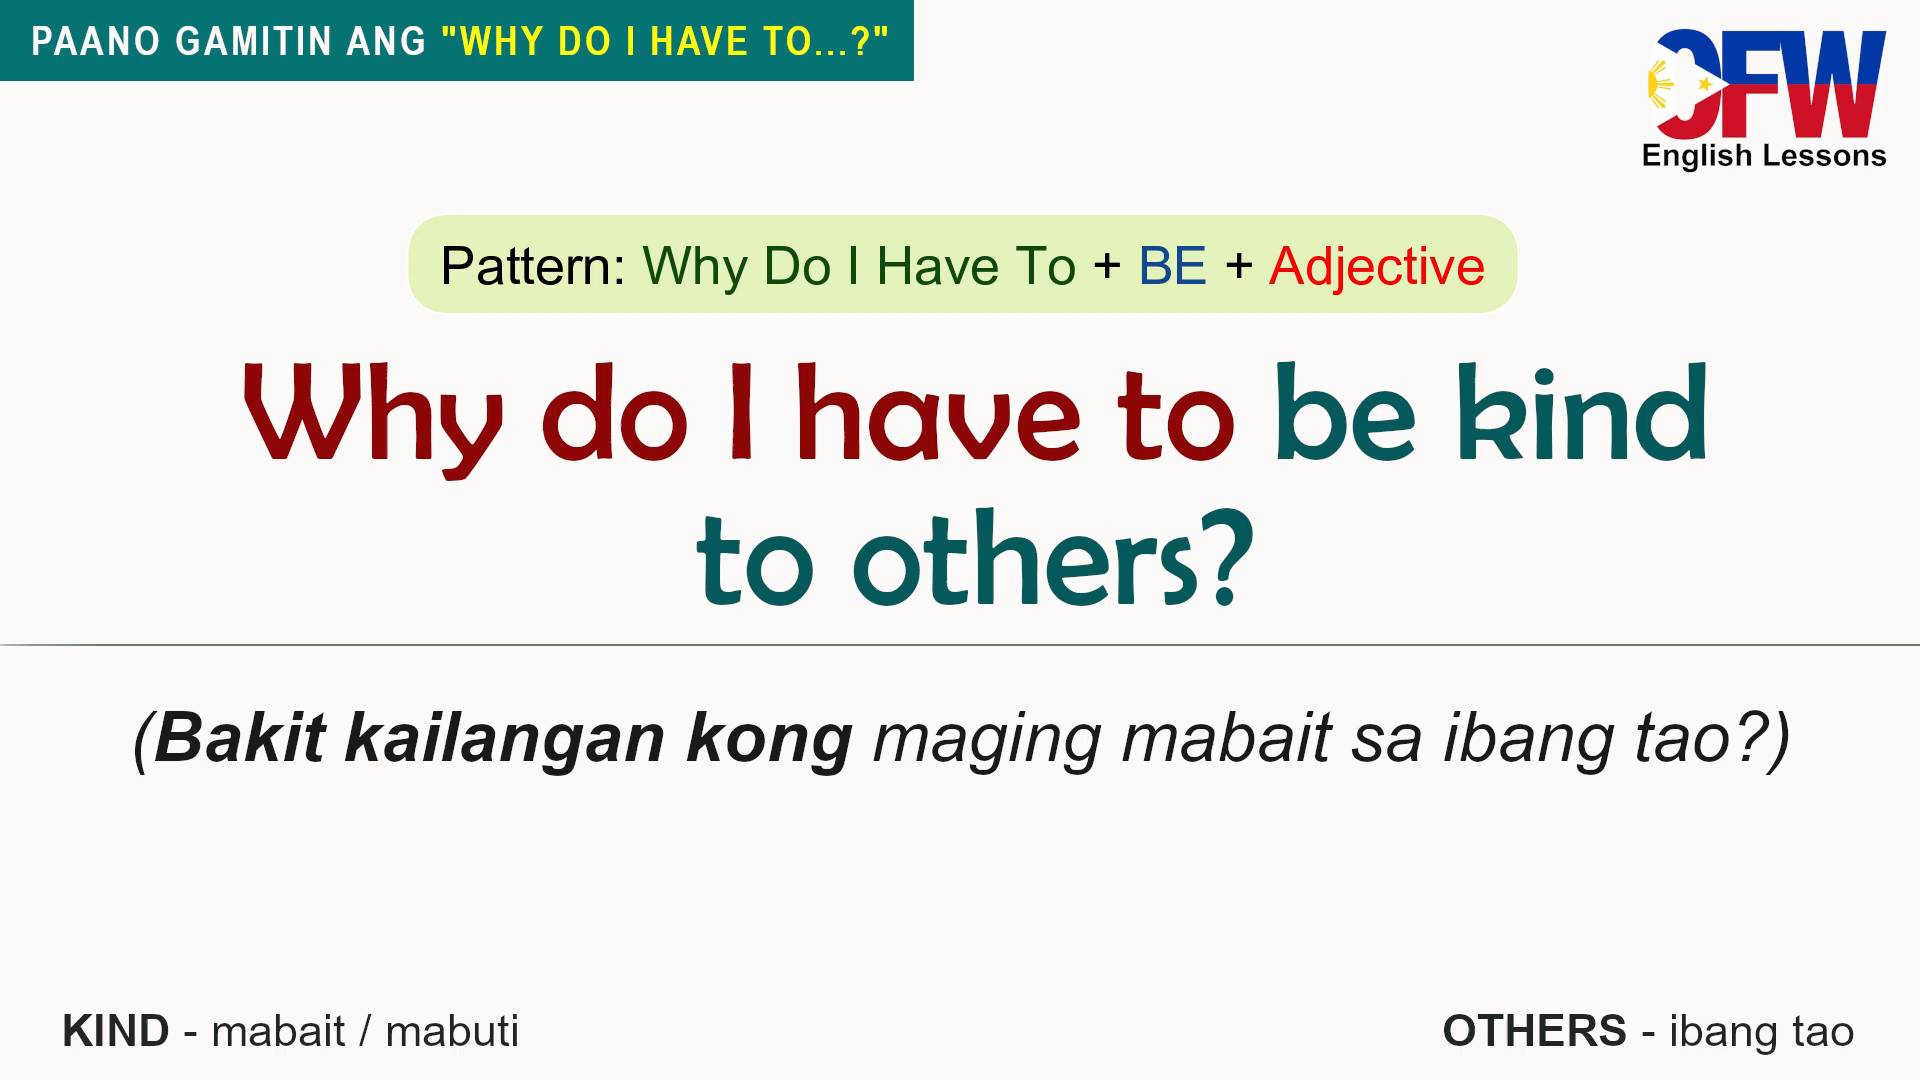 PAANO GAMITIN ANG "WHY DO I HAVE TO...?"
OFW
English Lessons
Pattern: Why Do I Have To + BE + Adjective
Why do I have to be kind
to others?
(Bakit kailangan kong maging mabait sa ibang tao?)
KIND - mabait / mabuti
OTHERS - ibang tao